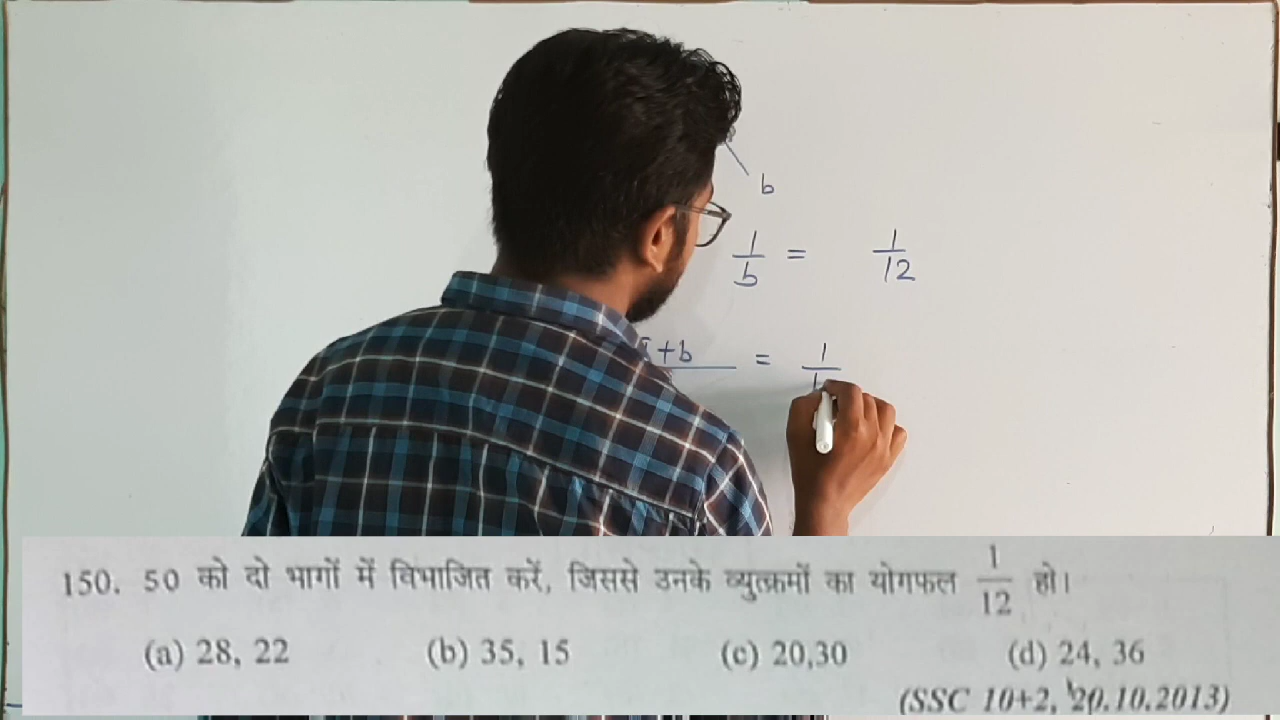 b
1/b = 1/12
+b = 1/
150. 50 को दो भागों में विभाजित करें, जिससे उनके व्युत्क्रमों का योगफल 1/12 हो।
(a) 28, 22 (b) 35, 15 (c) 20,30 (d) 24, 36
(SSC 10+2, 20.10.2013)